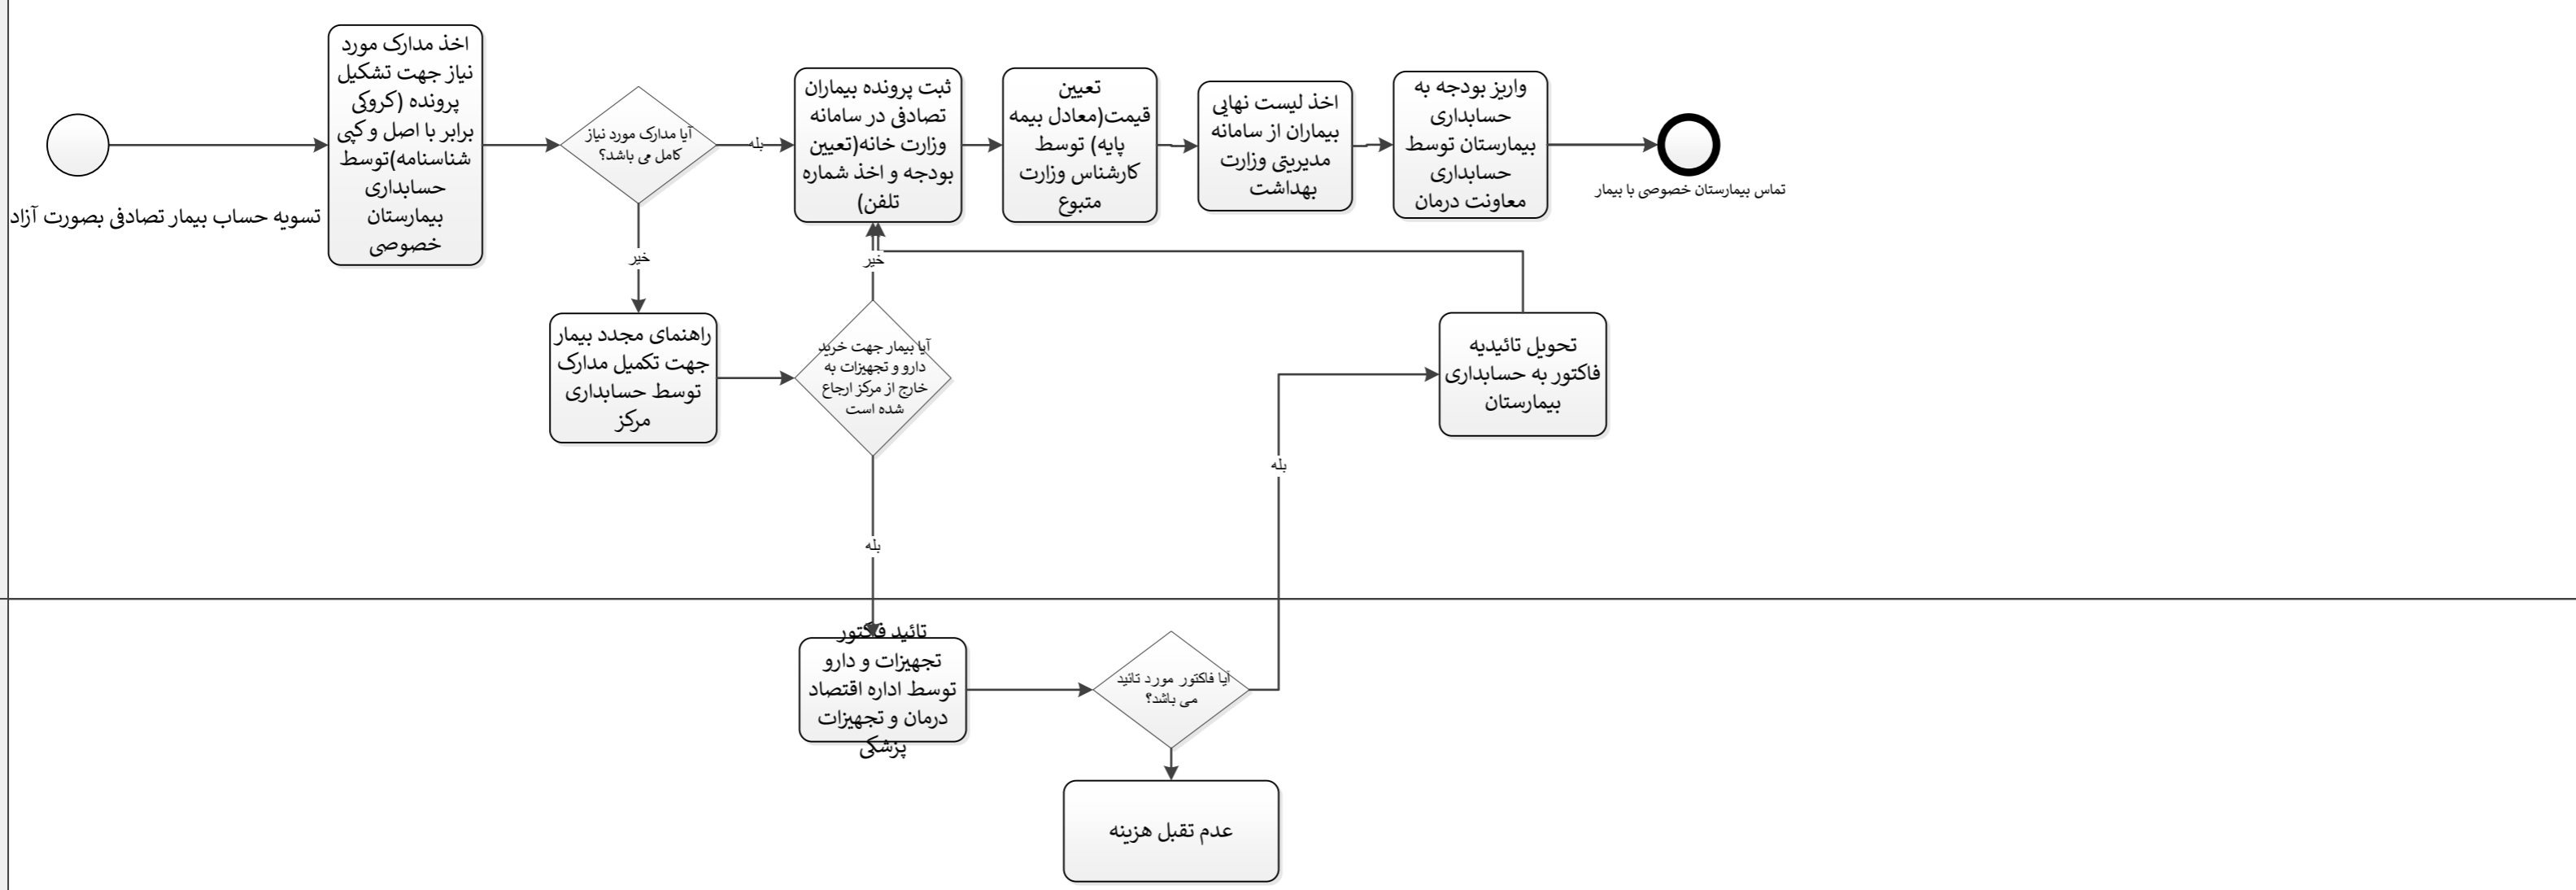 تسویه حساب بیمار تصادفی بصورت آزاد
اخذ مدارک مورد
نیاز جهت تشکیل
پرونده (کروکی
برابر با اصل و کپی
شناسنامه)توسط
حسابداری
بیمارستان
خصوصی
آیا مدارک مورد نیاز
کامل می باشد؟
بله
خیر
ثبت پرونده بیماران
تصادفی در سامانه
وزارت خانه(تعیین
بودجه و اخذ شماره
تلفن)
تعیین
قیمت(معادل بیمه
پایه) توسط
کارشناس وزارت
متبوع
اخذ لیست نهایی
بیماران از سامانه
مدیریتی وزارت
بهداشت
واریز بودجه به
حسابداری
بیمارستان توسط
حسابداری
معاونت درمان
تماس بیمارستان خصوصی با بیمار
راهنمای مجدد بیمار
جهت تکمیل مدارک
توسط حسابداری
مرکز
خیر
آیا بیمار جهت خرید
دارو و تجهیزات به
خارج از مرکز ارجاع
شده است
بله
تحویل تائیدیه
فاکتور به حسابداری
بیمارستان
بله
تائید فاکتور
تجهیزات و دارو
توسط اداره اقتصاد
درمان و تجهیزات
پزشکی
آیا فاکتور مورد تائید
می باشد؟
عدم تقبل هزینه